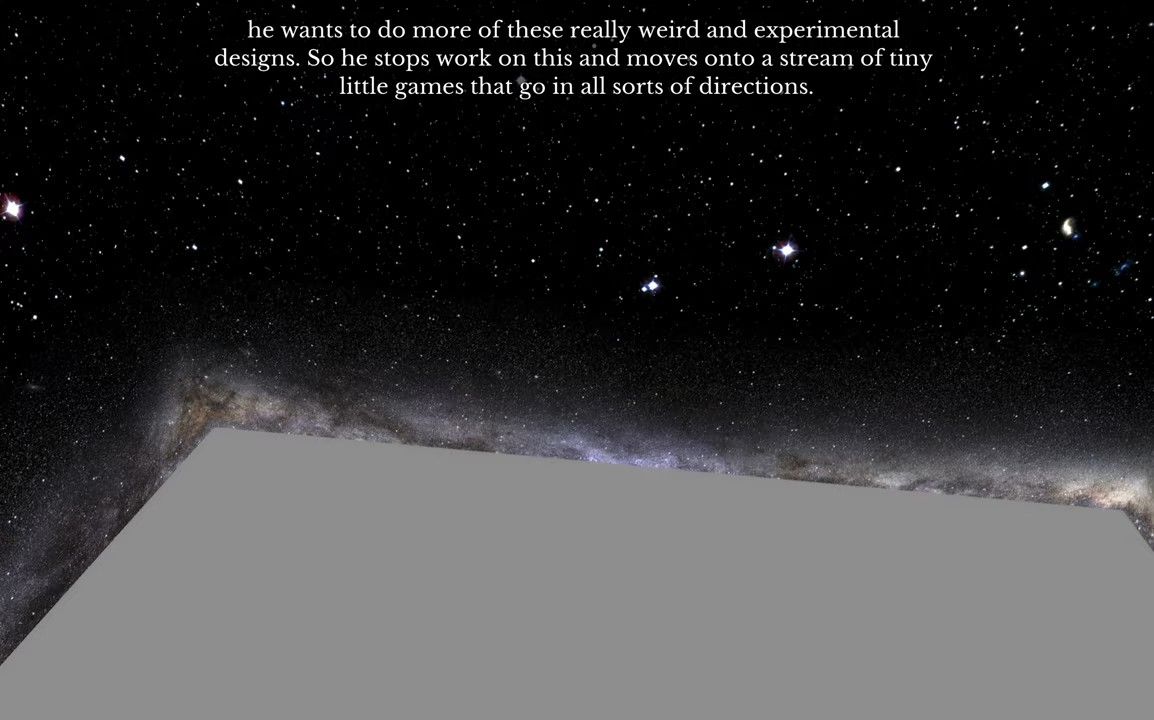 he wants to do more of these really weird and experimental
designs. So he stops work on this and moves onto a stream of tiny
little games that go in all sorts of directions.